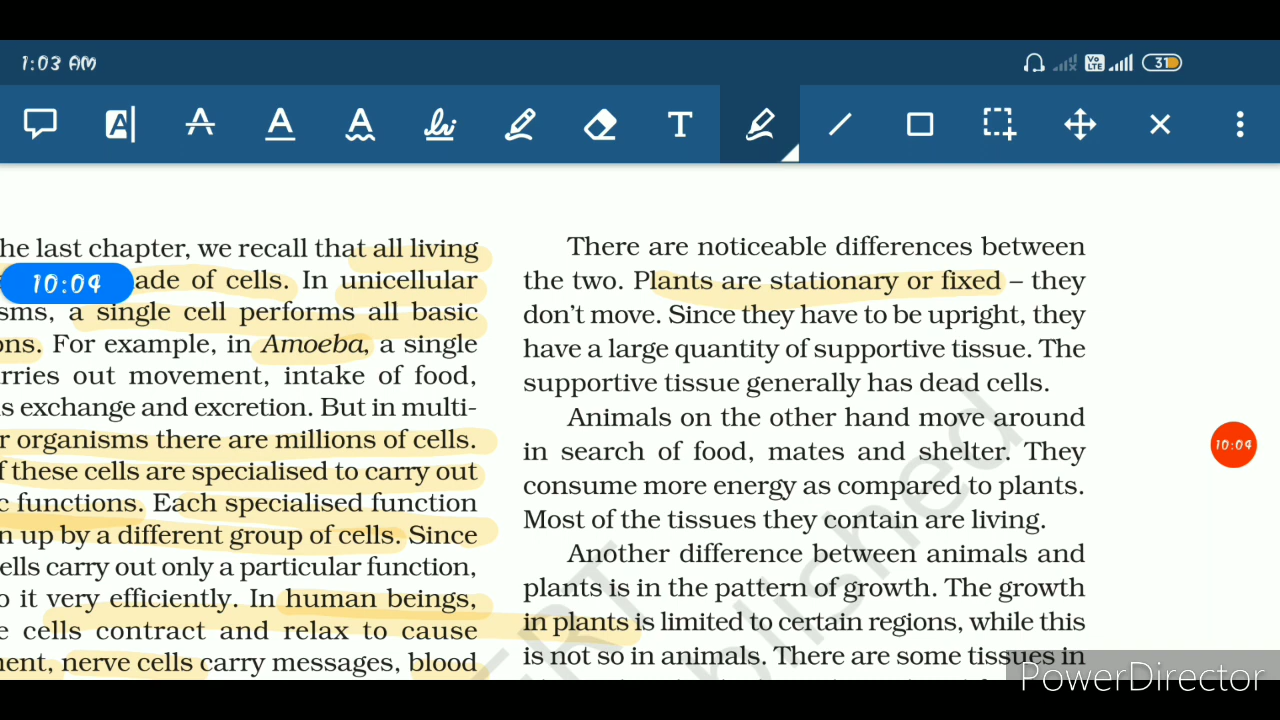 1:03 AM
Vo LTE
31
A
A
A
A
T
he last chapter, we recall that all living
10:04
ade of cells. In unicellular
sms, a single cell performs all basic
ons. For example, in Amoeba, a single
rries out movement, intake of food,
s exchange and excretion. But in multi-
r organisms there are millions of cells.
f these cells are specialised to carry out
c functions. Each specialised function
n up by a different group of cells. Since
ells carry out only a particular function,
o it very efficiently. In human beings,
e cells contract and relax to cause
ment, nerve cells carry messages, blood
There are noticeable differences between
the two. Plants are stationary or fixed – they
don't move. Since they have to be upright, they
have a large quantity of supportive tissue. The
supportive tissue generally has dead cells.
Animals on the other hand move around
in search of food, mates and shelter. They
consume more energy as compared to plants.
Most of the tissues they contain are living.
Another difference between animals and
plants is in the pattern of growth. The growth
in plants is limited to certain regions, while this
is not so in animals. There are some tissues in
10:04
PowerDirector